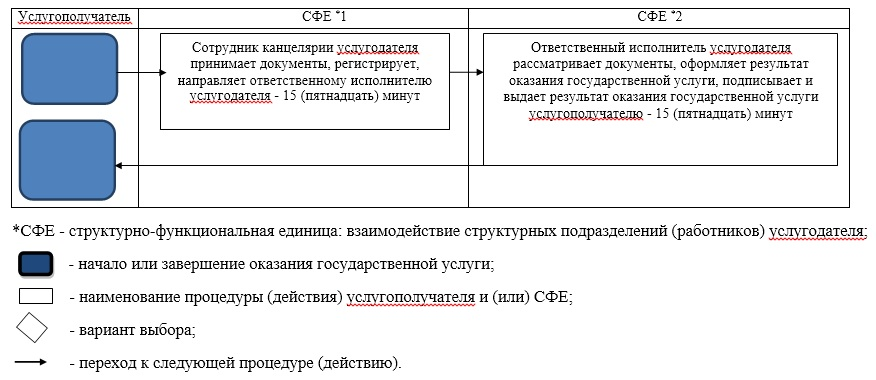 Услугополучатель
СФЕ *1
СФЕ *2
Сотрудник канцелярии услугодателя
принимает документы, регистрирует,
направляет ответственному исполнителю
услугодателя - 15 (пятнадцать) минут
Ответственный исполнитель услугодателя
рассматривает документы, оформляет результат
оказания государственной услуги, подписывает и
выдает результат оказания государственной услуги
услугополучателю - 15 (пятнадцать) минут
*СФЕ - структурно-функциональная единица: взаимодействие структурных подразделений (работников) услугодателя;
- начало или завершение оказания государственной услуги;
- наименование процедуры (действия) услугополучателя и (или) СФЕ;
- вариант выбора;
- переход к следующей процедуре (действию).